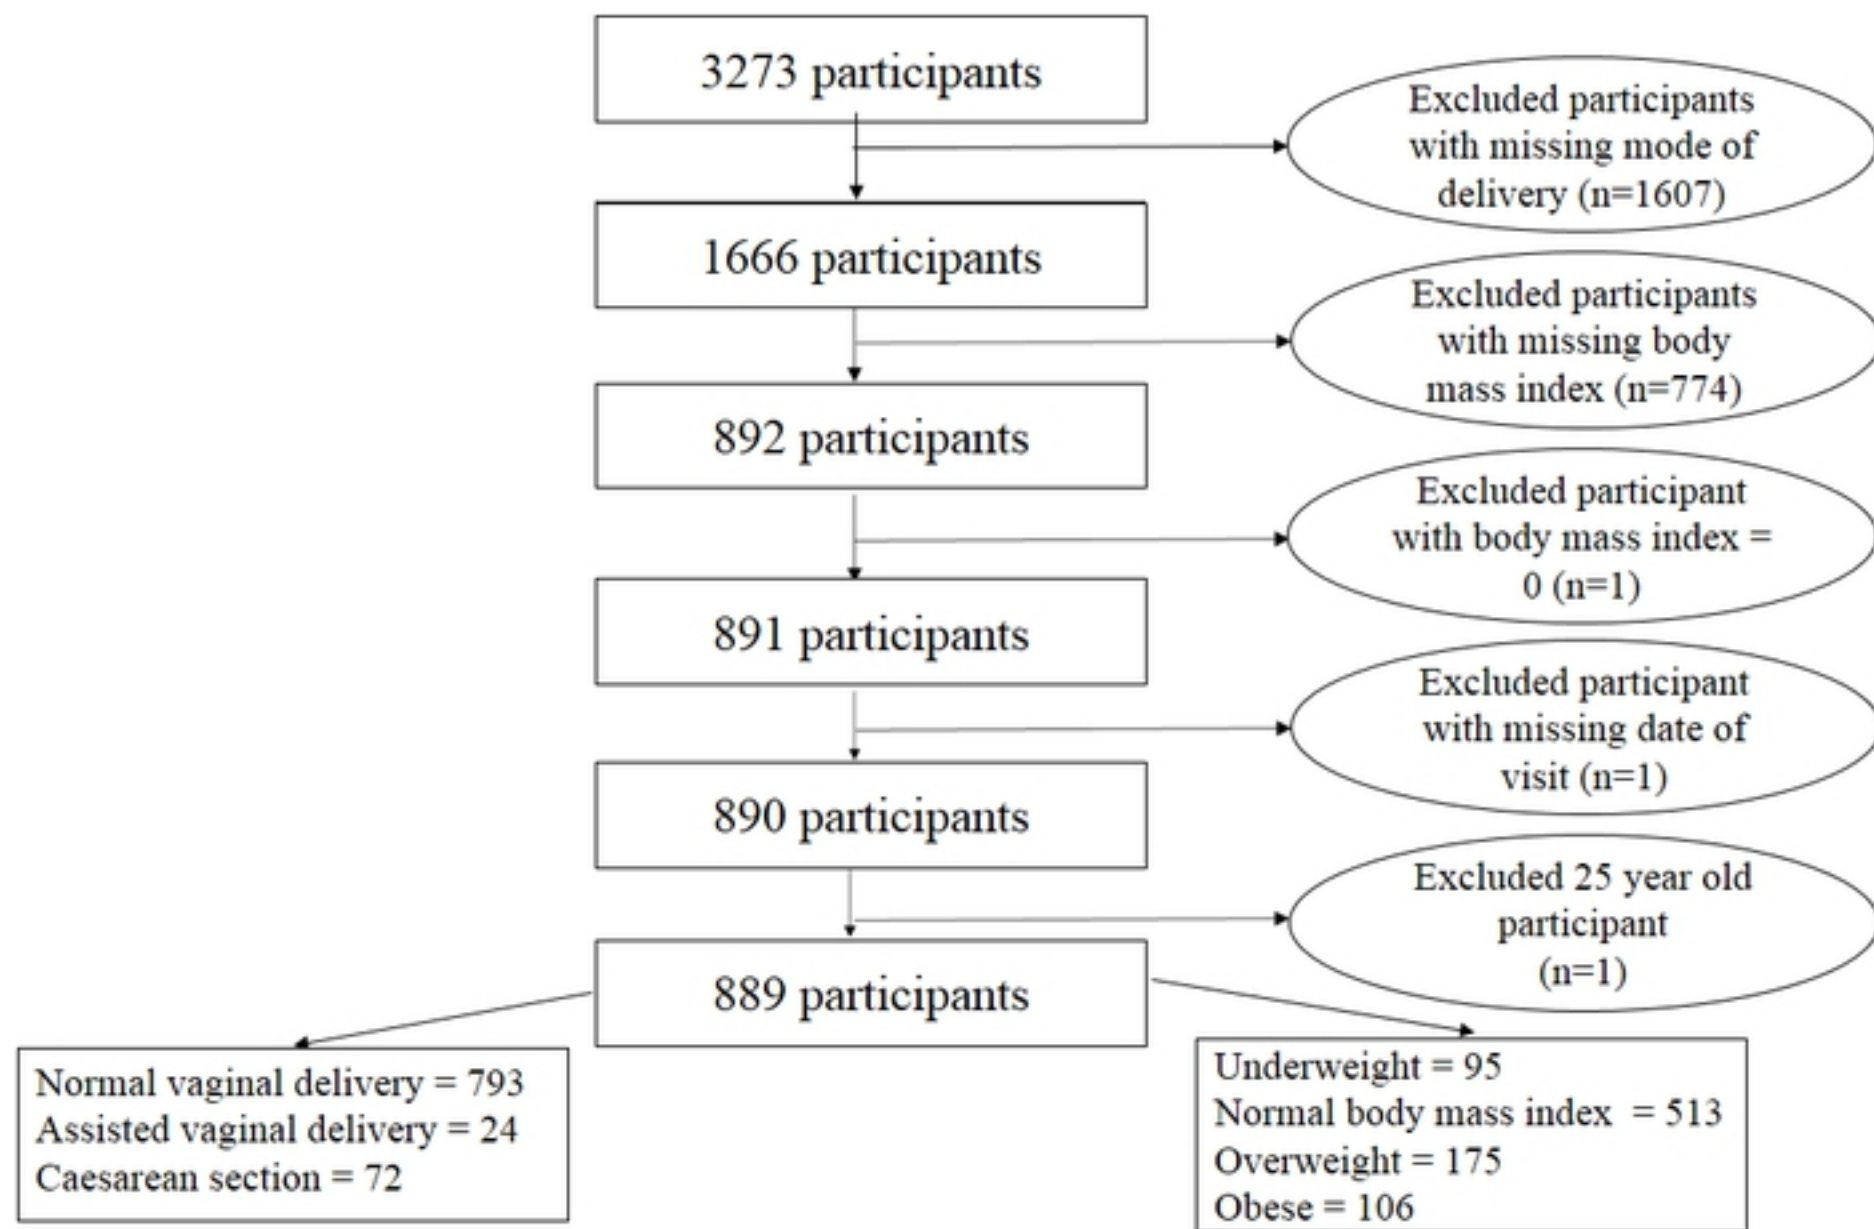 3273 participants
Excluded participants
with missing mode of
delivery (n=1607)
1666 participants
Excluded participants
with missing body
mass index (n=774)
892 participants
Excluded participant
with body mass index =
0 (n=1)
891 participants
Excluded participant
with missing date of
visit (n=1)
890 participants
Excluded 25 year old
participant
(n=1)
889 participants
Normal vaginal delivery = 793
Assisted vaginal delivery = 24
Caesarean section = 72
Underweight = 95
Normal body mass index = 513
Overweight = 175
Obese = 106